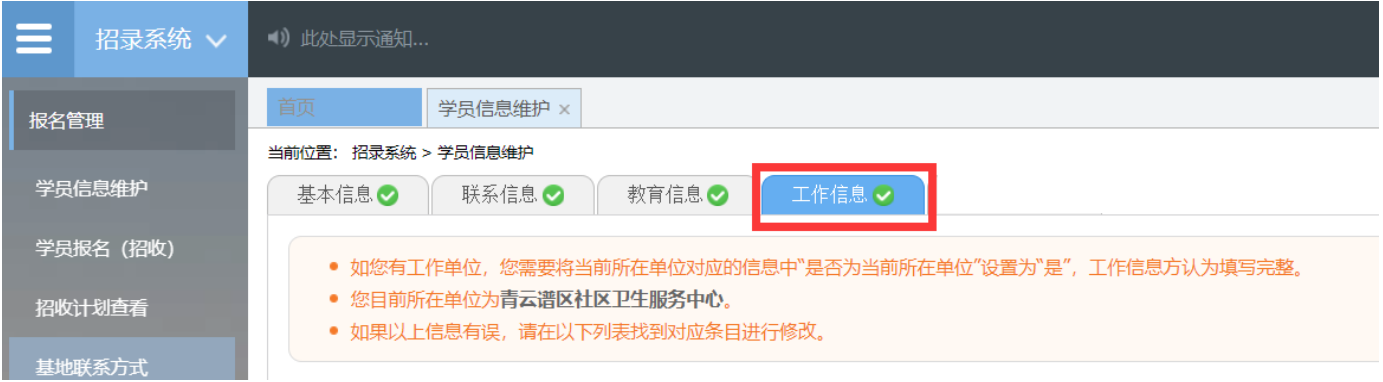 招录系统
此处显示通知...
报名管理
学员信息维护
学员报名（招收）
招收计划查看
基地联系方式
首页
学员信息维护 ×
当前位置： 招录系统 > 学员信息维护
基本信息
联系信息
教育信息
工作信息
如您有工作单位，您需要将当前所在单位对应的信息中“是否为当前所在单位”设置为“是”，工作信息方认为填写完整。
您目前所在单位为青云谱区社区卫生服务中心。
如果以上信息有误，请在以下列表找到对应条目进行修改。